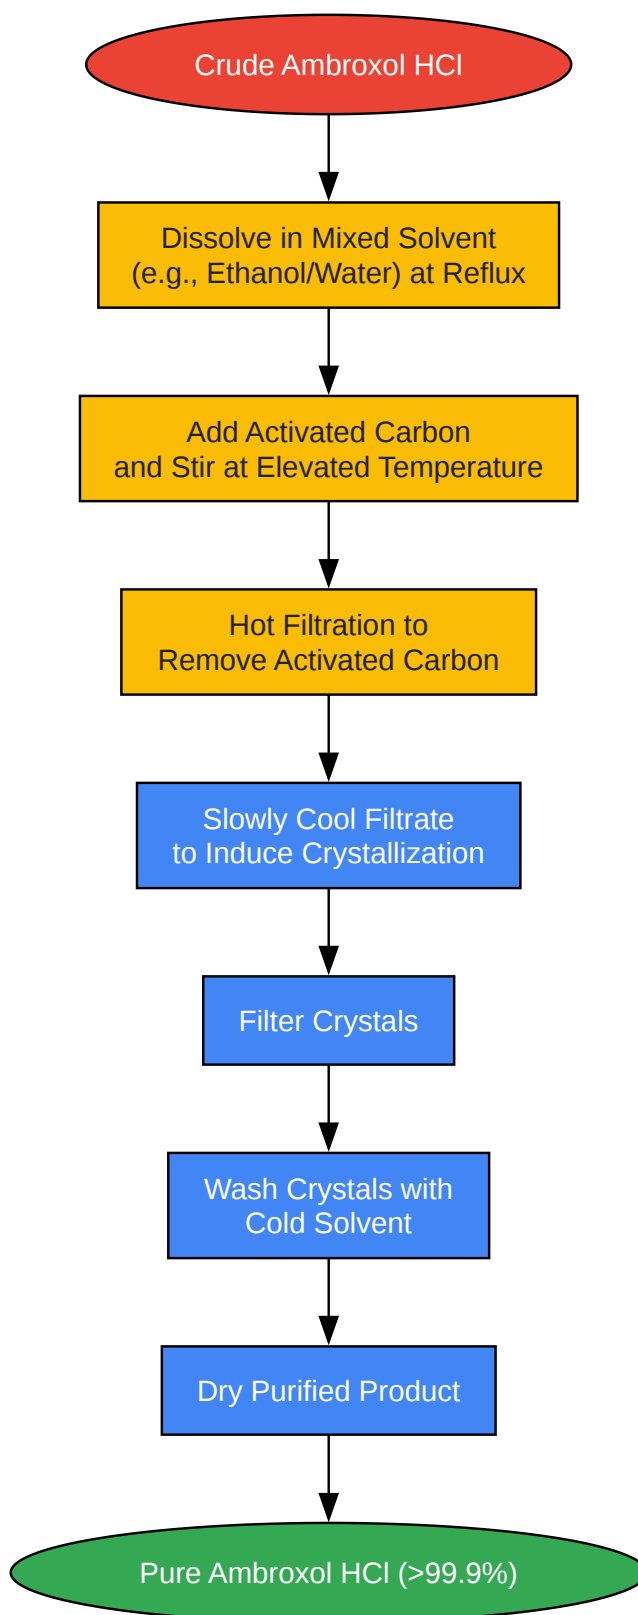 Crude Ambroxol HCl
Dissolve in Mixed Solvent
(e.g., Ethanol/Water) at Reflux
Add Activated Carbon
and Stir at Elevated Temperature
Hot Filtration to
Remove Activated Carbon
Slowly Cool Filtrate
to Induce Crystallization
Filter Crystals
Wash Crystals with
Cold Solvent
Dry Purified Product
Pure Ambroxol HCl (>99.9%)